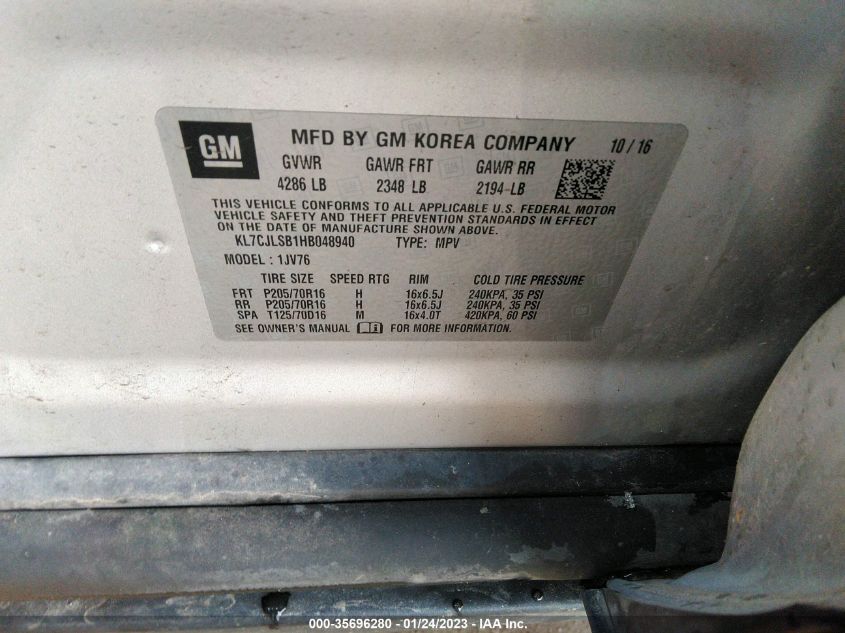 GM
MFD BY GM KOREA COMPANY 10 / 16
GVWR GAWR FRT GAWR RR
4286 LB 2348 LB 2194 LB
THIS VEHICLE CONFORMS TO ALL APPLICABLE U.S. FEDERAL MOTOR
VEHICLE SAFETY AND THEFT PREVENTION STANDARDS IN EFFECT
ON THE DATE OF MANUFACTURE SHOWN ABOVE.
KL7CJLSB1HB048940 TYPE: MPV
MODEL : 1JV76
TIRE SIZE SPEED RTG RIM COLD TIRE PRESSURE
FRT P205/70R16 H 16x6.5J 240KPA, 35 PSI
RR P205/70R16 H 16x6.5J 240KPA, 35 PSI
SPA T125/70D16 M 16x4.0T 420KPA, 60 PSI
SEE OWNER'S MANUAL FOR MORE INFORMATION.
000-35696280 - 01/24/2023 - IAA Inc.